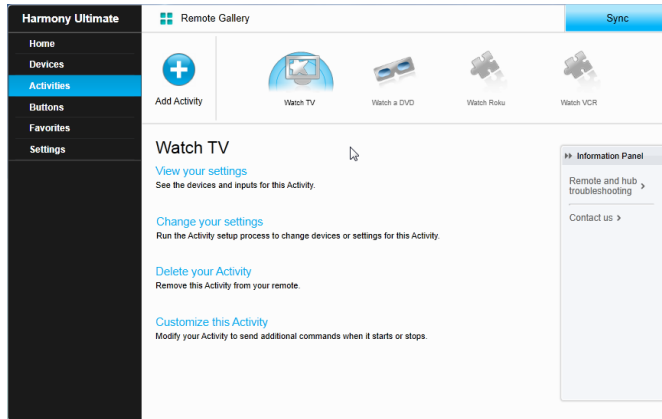 Harmony Ultimate
Remote Gallery
Sync
Home
Devices
Activities
Buttons
Favorites
Settings
Add Activity
Watch TV
Watch a DVD
Watch Roku
Watch VCR
Watch TV
View your settings
See the devices and inputs for this Activity.
Change your settings
Run the Activity setup process to change devices or settings for this Activity.
Delete your Activity
Remove this Activity from your remote.
Customize this Activity
Modify your Activity to send additional commands when it starts or stops.
Information Panel
Remote and hub
troubleshooting
Contact us